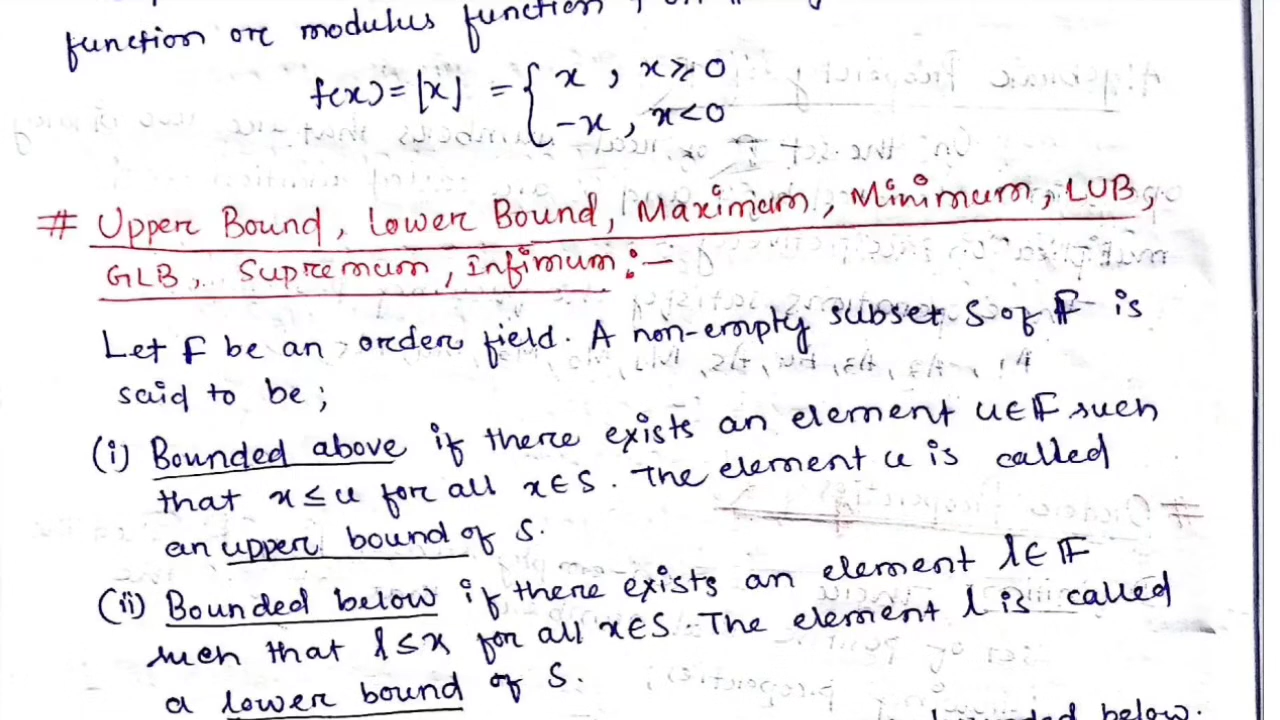 function ore modulus function
f(x) = |x| = { x , x ≥ 0
-x , x < 0
# Upper Bound, Lower Bound, Maximum, Minimum, LUB,
GLB, Supremum, Infimum :-
Let F be an order field. A non-empty subset S of F is
said to be ;
(i) Bounded above if there exists an element u ∈ F such
that x ≤ u for all x ∈ S. The element u is called
an upper bound of S.
(ii) Bounded below if there exists an element l ∈ F
such that l ≤ x for all x ∈ S. The element l is called
a lower bound of S.
below.